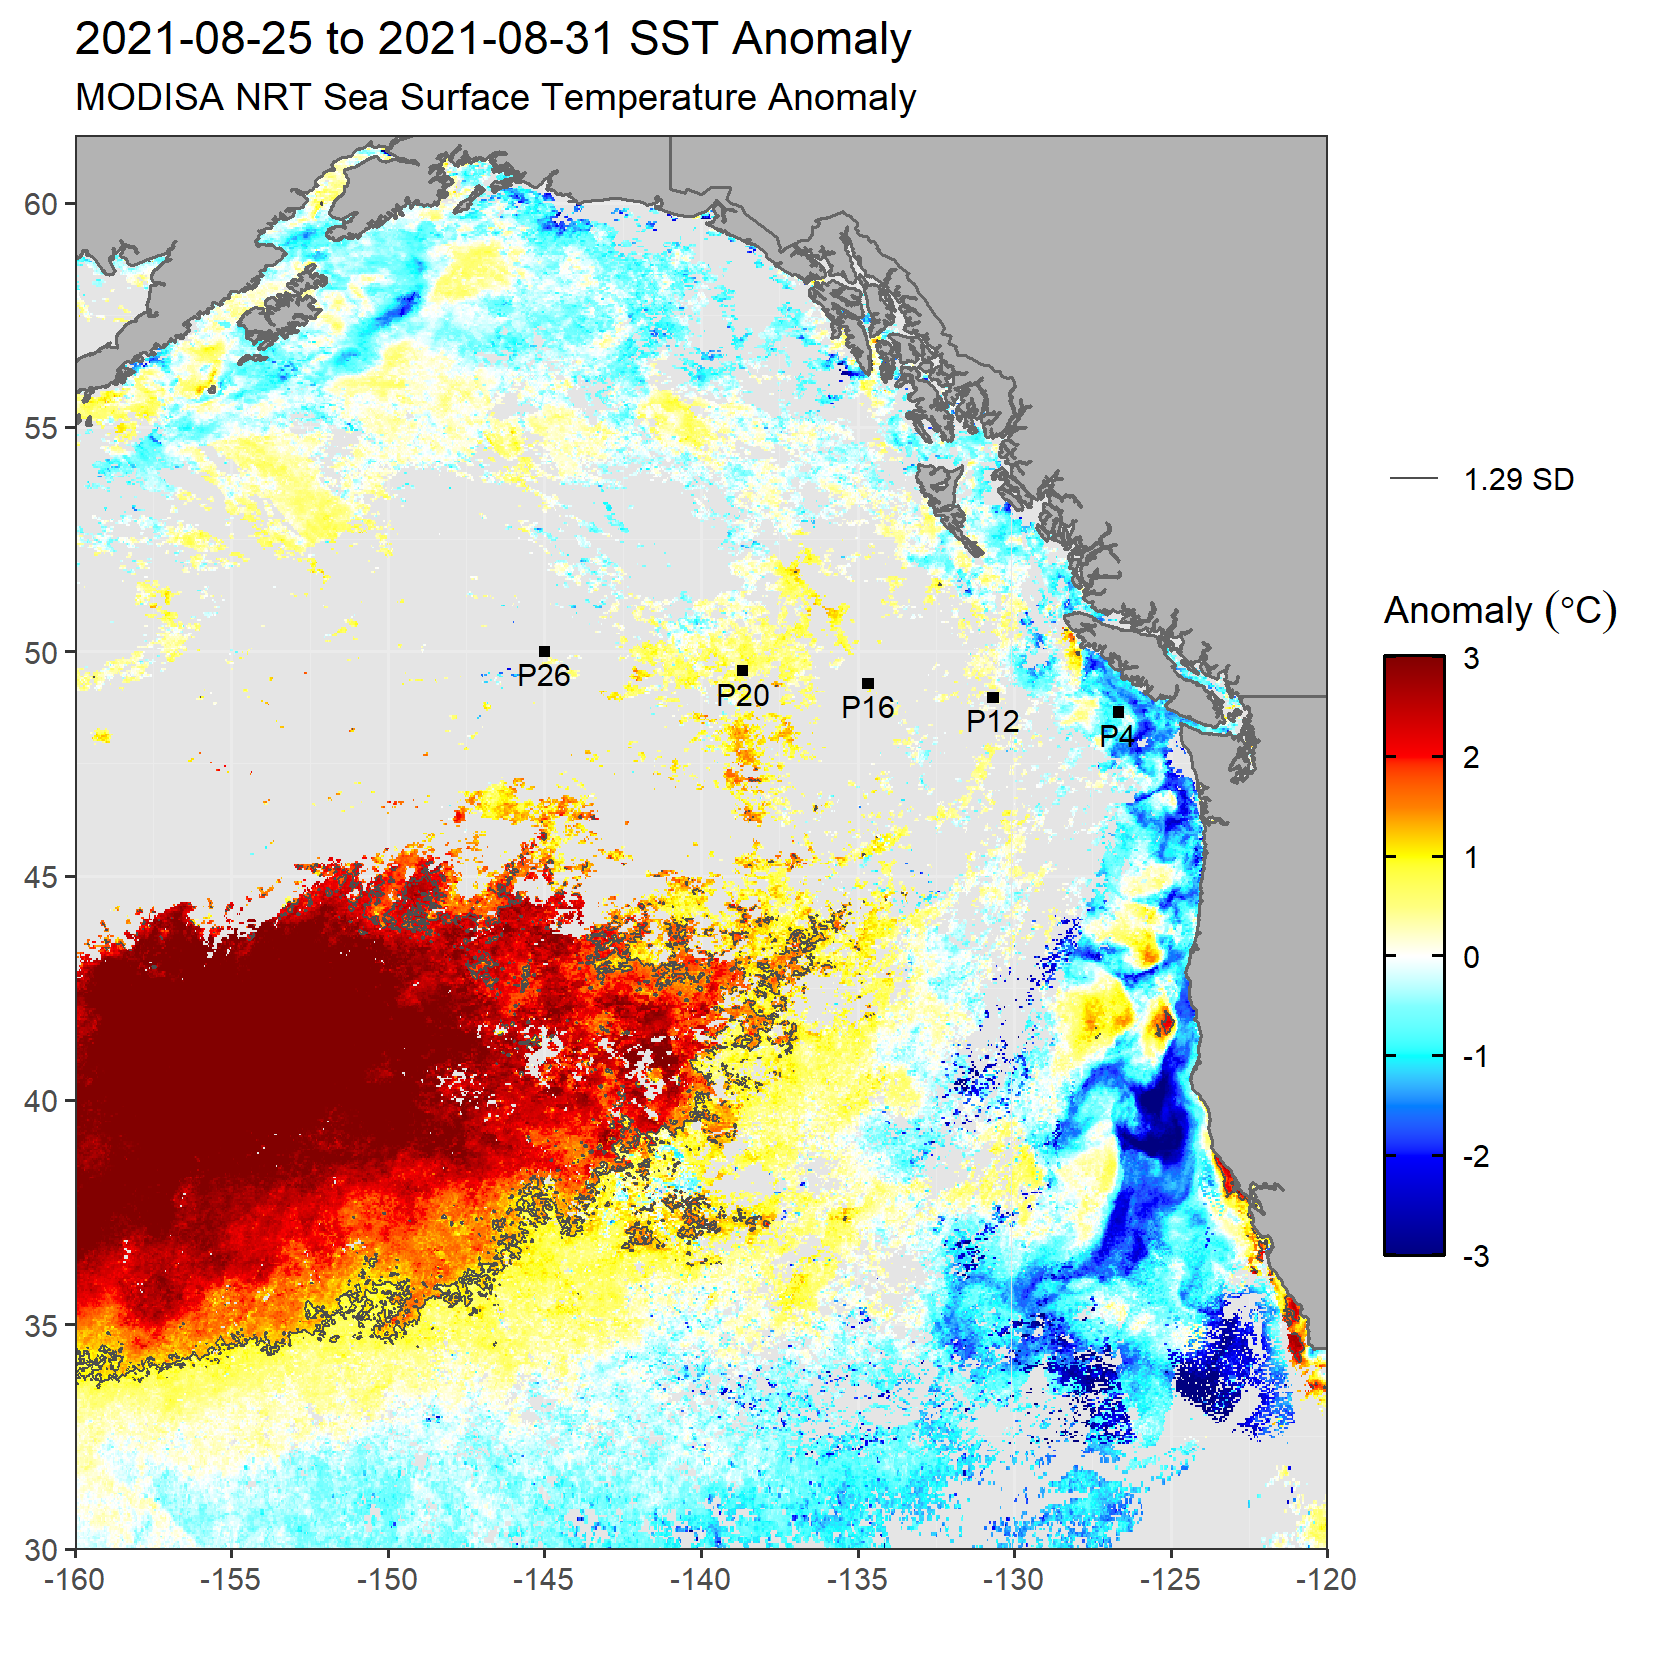 2021-08-25 to 2021-08-31 SST Anomaly
MODISA NRT Sea Surface Temperature Anomaly
60
55
50
45
40
35
30
-160
-155
-150
-145
-140
-135
-130
-125
-120
P26
P20
P16
P12
P4
1.29 SD
Anomaly (°C)
3
2
1
0
-1
-2
-3